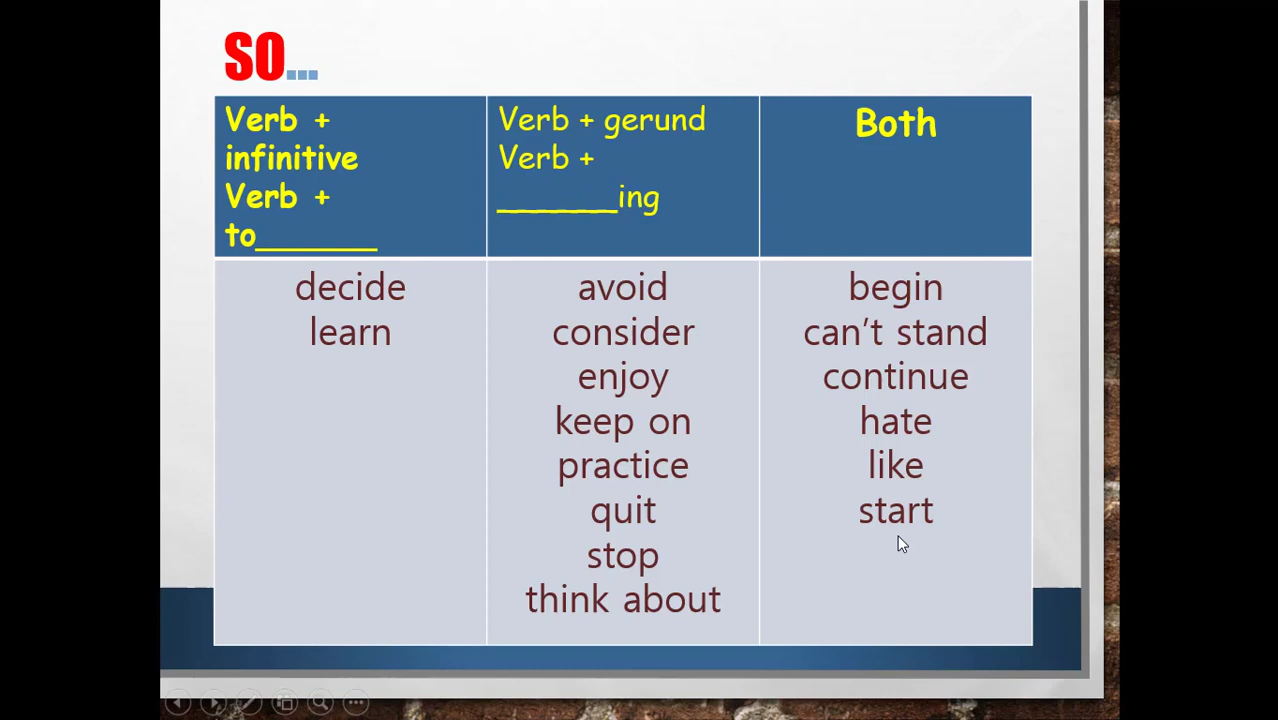 SO...
Verb +
infinitive
Verb +
to_______
Verb + gerund
Verb +
_______ing
Both
decide
learn
avoid
consider
enjoy
keep on
practice
quit
stop
think about
begin
can’t stand
continue
hate
like
start